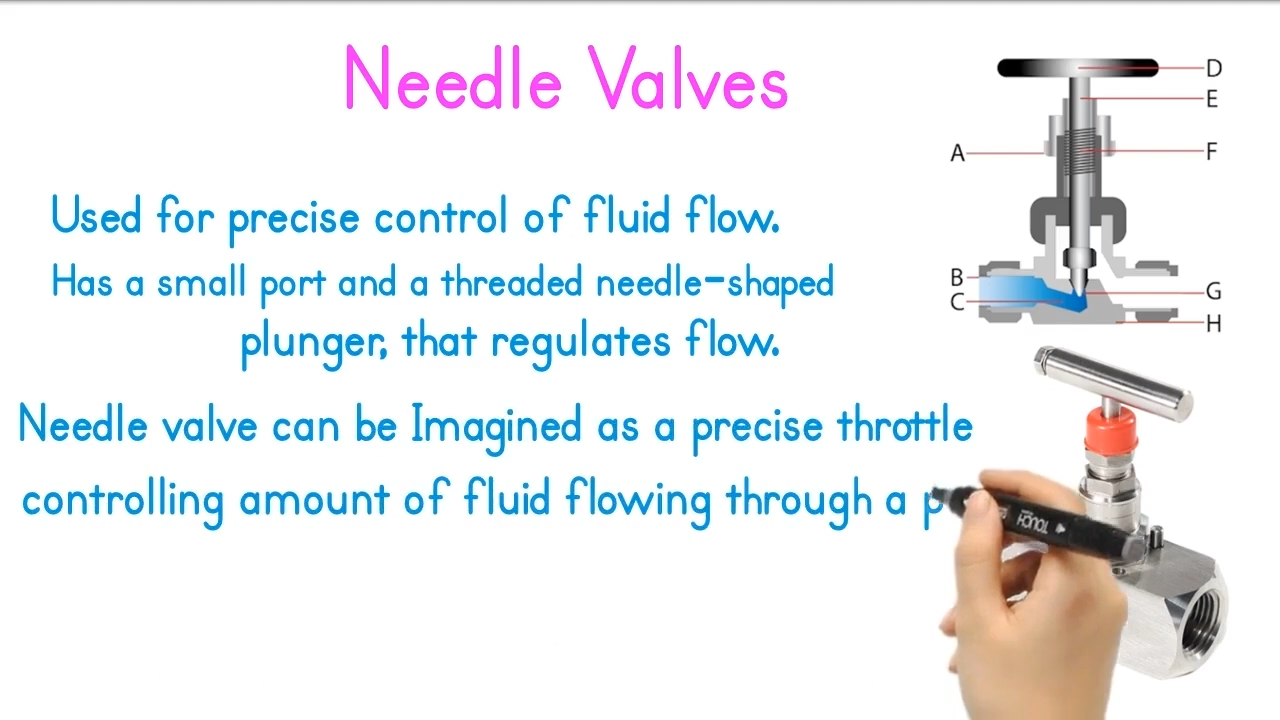 Needle Valves
Used for precise control of fluid flow.
Has a small port and a threaded needle-shaped
plunger, that regulates flow.
Needle valve can be Imagined as a precise throttle
controlling amount of fluid flowing through a p
D
E
A
F
B
C
G
H
TOUCH